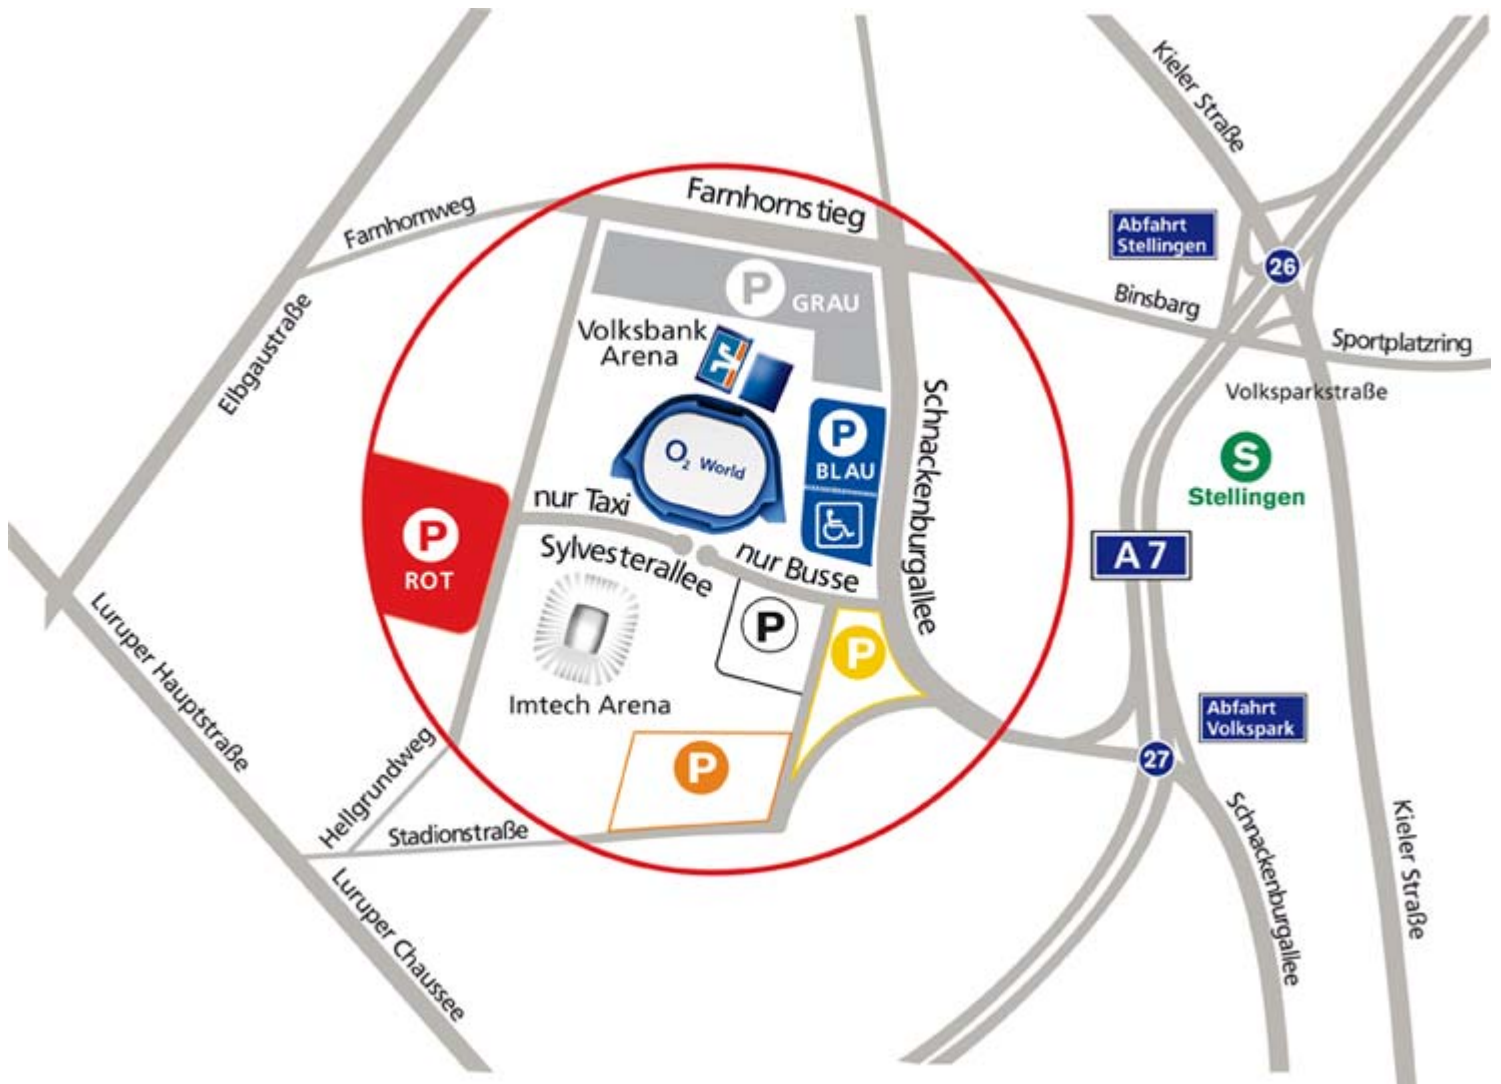 Kieler Straße
Farnhornstieg
Farnhornweg
Abfahrt
Stellingen
26
P GRAU
Binsbarg
Elbgaustraße
Volksbank
Arena
Sportplatzring
Volksparkstraße
Schnackenburgallee
P
BLAU
O2 World
S
Stellingen
nur Taxi
P
ROT
Sylvesterallee
nur Busse
A 7
P
P
Luruper Hauptstraße
Imtech Arena
Abfahrt
Volkspark
27
P
Hellgrundweg
Stadionstraße
Schnackenburgallee
Kieler Straße
Luruper Chaussee